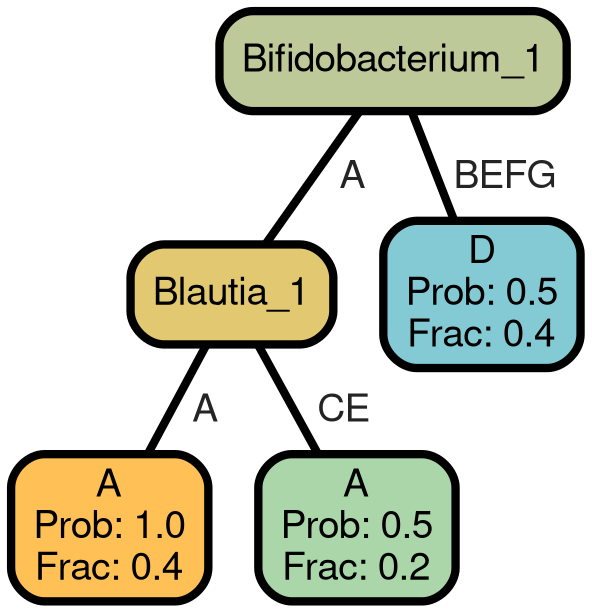 Bifidobacterium_1
A
BEFG
D
Prob: 0.5
Frac: 0.4
Blautia_1
A
CE
A
Prob: 1.0
Frac: 0.4
A
Prob: 0.5
Frac: 0.2